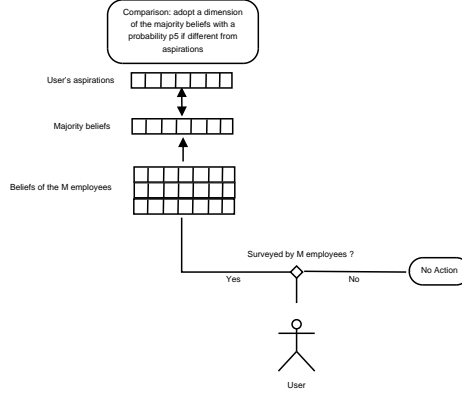 Comparison: adopt a dimension
of the majority beliefs with a
probability p5 if different from
aspirations
User's aspirations
Majority beliefs
Beliefs of the M employees
Surveyed by M employees ?
Yes
No
No Action
User